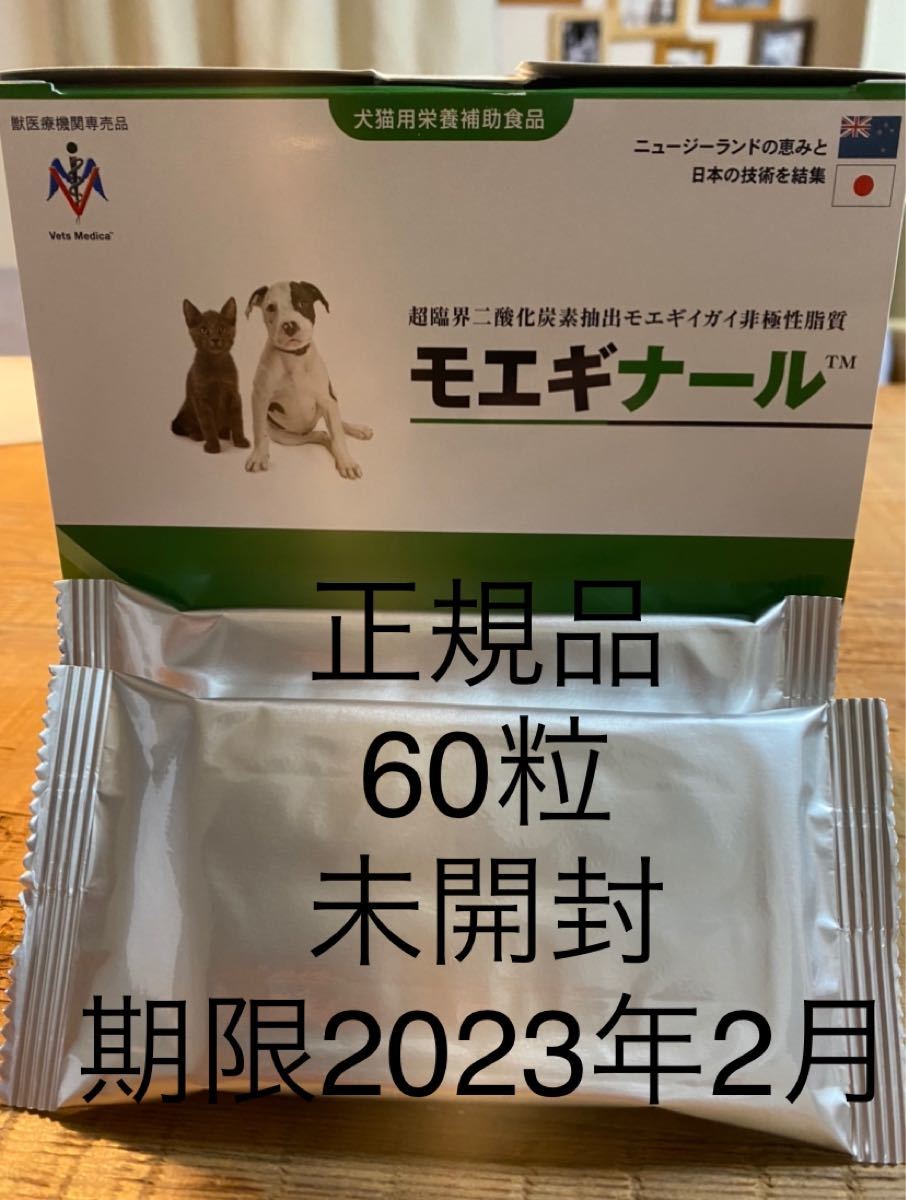 犬猫用栄養補助食品
獣医療機関専売品
Vets Medica™
ニュージーランドの恵みと
日本の技術を結集
超臨界二酸化炭素抽出モエギイガイ非極性脂質
モエギナール™
正規品
60粒
未開封
期限2023年2月